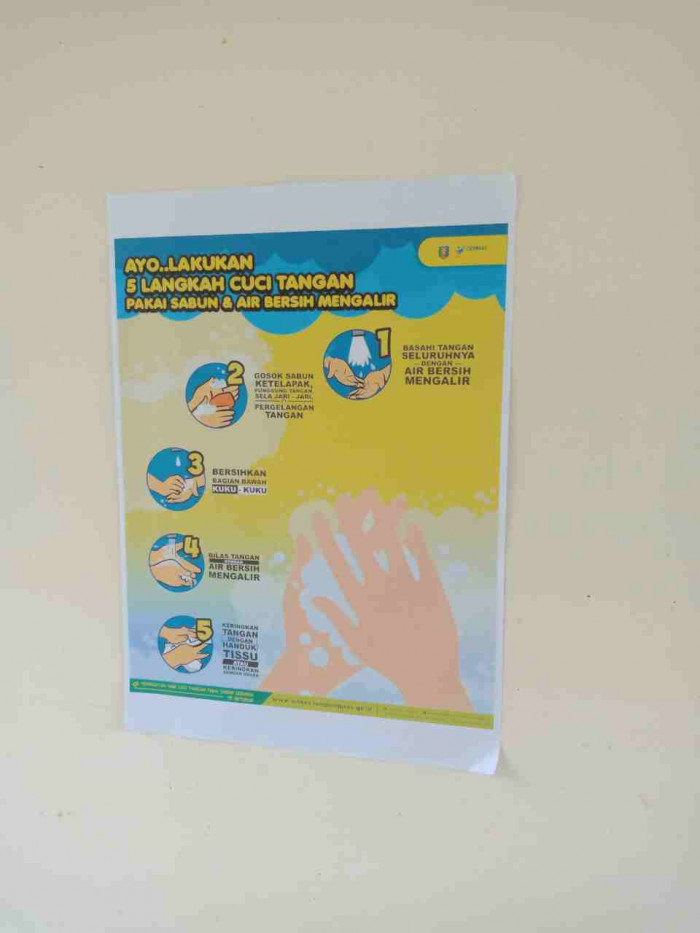 AYO..LAKUKAN
5 LANGKAH CUCI TANGAN
PAKAI SABUN & AIR BERSIH MENGALIR
1
BASAHI TANGAN
SELURUHNYA
DENGAN
AIR BERSIH
MENGALIR
2
GOSOK SABUN
KETELAPAK,
PUNGGUNG TANGAN,
SELA JARI - JARI,
PERGELANGAN
TANGAN
3
BERSIHKAN
BAGIAN BAWAH
KUKU - KUKU
4
BILAS TANGAN
DENGAN
AIR BERSIH
MENGALIR
5
KERINGKAN
TANGAN
DENGAN
HANDUK
TISSU
ATAU
KERINGKAN